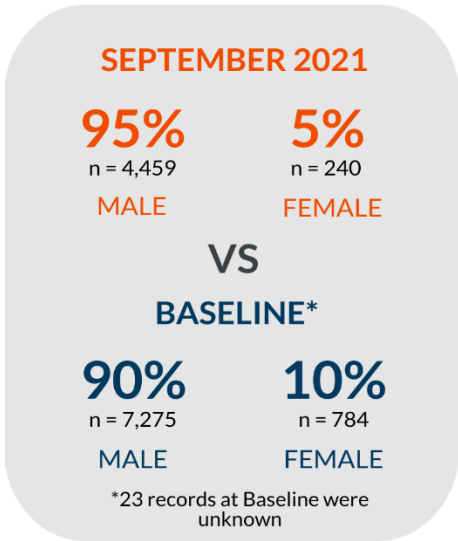 SEPTEMBER 2021
95% 5%
n = 4,459 n = 240
MALE FEMALE
VS
BASELINE*
90% 10%
n = 7,275 n = 784
MALE FEMALE
*23 records at Baseline were
unknown